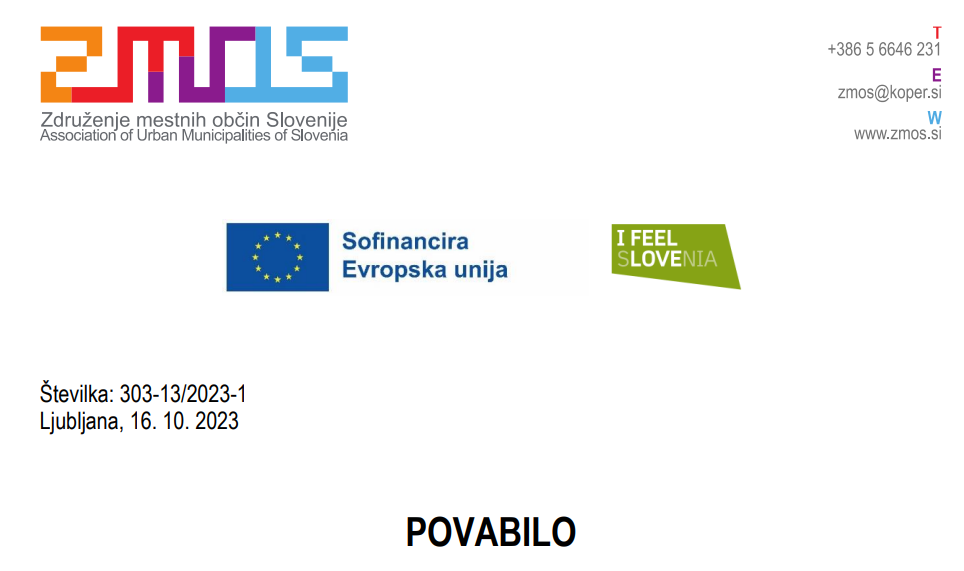 ZMOS
Združenje mestnih občin Slovenije
Association of Urban Municipalities of Slovenia
T
+386 5 6646 231
E
zmos@koper.si
W
www.zmos.si
Sofinancira
Evropska unija
I FEEL
SLOVENIA
Številka: 303-13/2023-1
Ljubljana, 16. 10. 2023
POVABILO